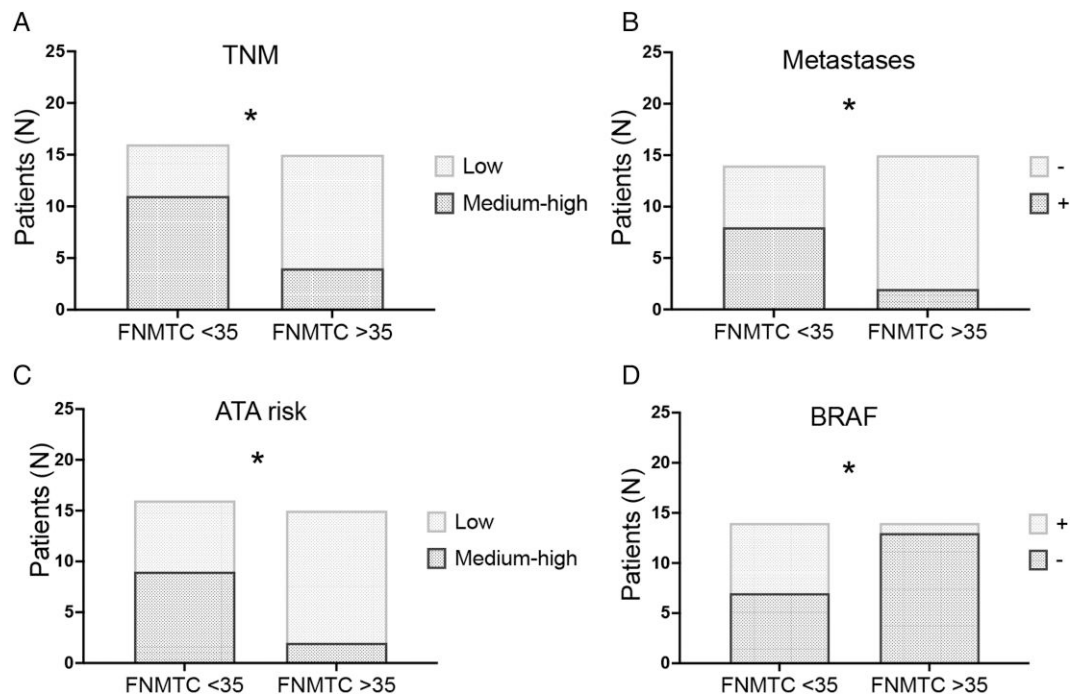 A
TNM
Patients (N)
25
20
15
10
5
0
*
FNMTC <35
FNMTC >35
Low
Medium-high
B
Metastases
Patients (N)
25
20
15
10
5
0
*
FNMTC <35
FNMTC >35
-
+
C
ATA risk
Patients (N)
25
20
15
10
5
0
*
FNMTC <35
FNMTC >35
Low
Medium-high
D
BRAF
Patients (N)
25
20
15
10
5
0
*
FNMTC <35
FNMTC >35
+
-